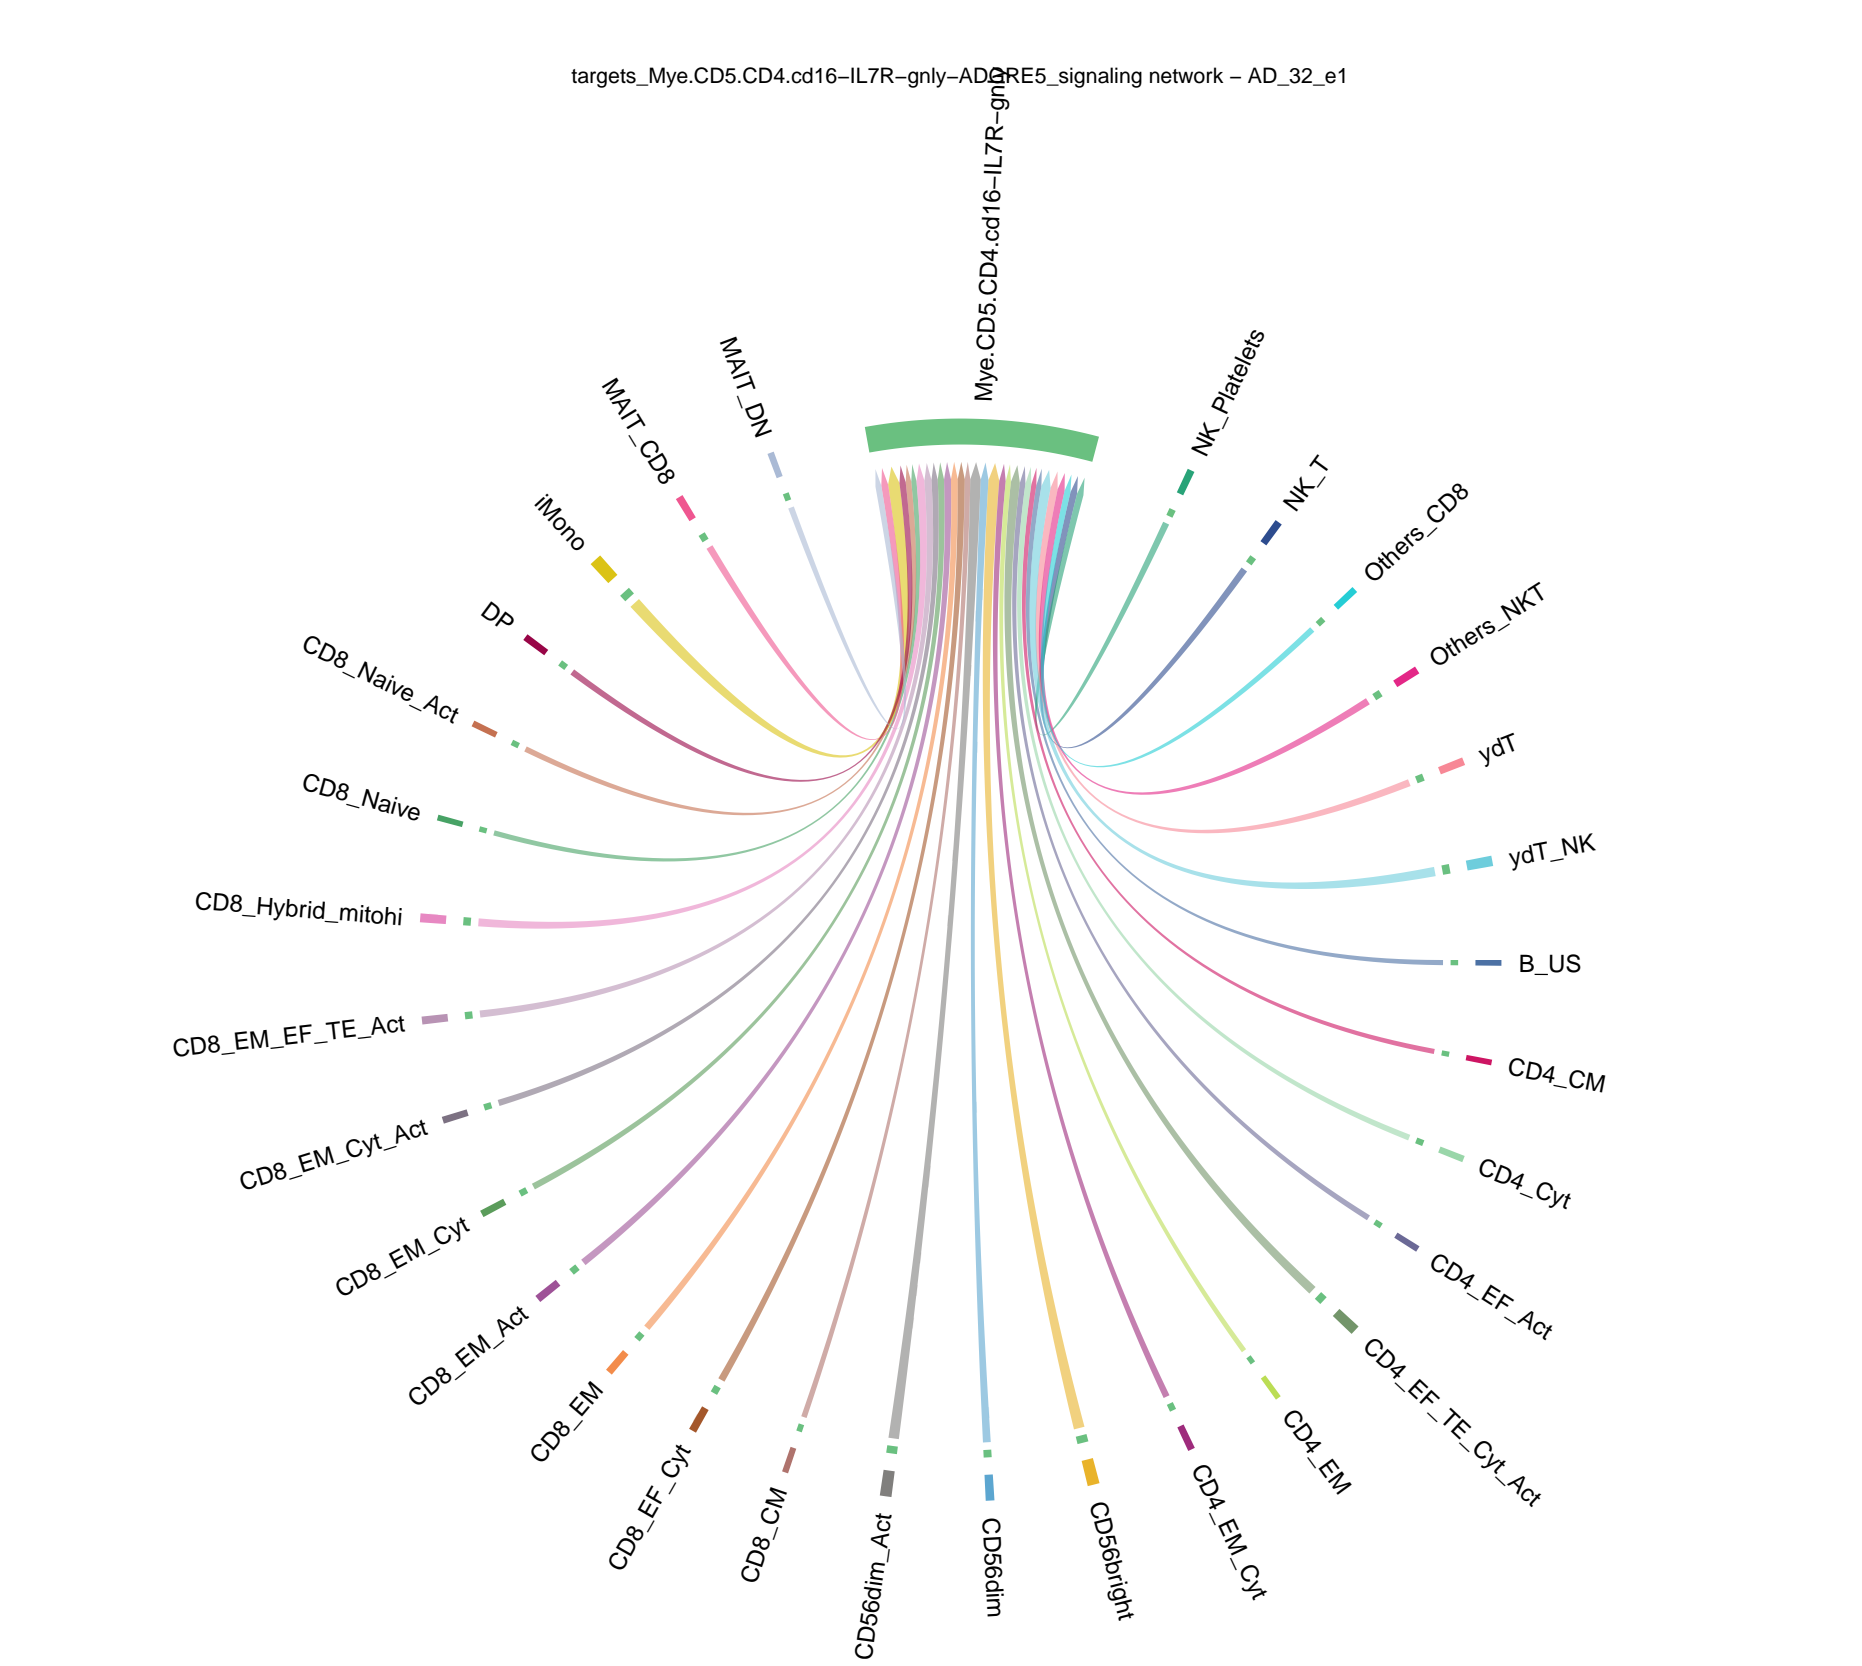 targets_Mye.CD5.CD4.cd16−IL7R−gnly−ADGRE5_signaling network − AD_32_e1
Mye.CD5.CD4.cd16−IL7R−gnly
NK_Platelets
NK_T
Others_CD8
Others_NKT
ydT
ydT_NK
B_US
CD4_CM
CD4_Cyt
CD4_EF_Act
CD4_EF_TE_Cyt_Act
CD4_EM
CD4_EM_Cyt
CD56bright
CD56dim
CD56dim_Act
CD8_CM
CD8_EF_Cyt
CD8_EM
CD8_EM_Act
CD8_EM_Cyt
CD8_EM_Cyt_Act
CD8_EM_EF_TE_Act
CD8_Hybrid_mitohi
CD8_Naive
CD8_Naive_Act
DP
iMono
MAIT_CD8
MAIT_DN